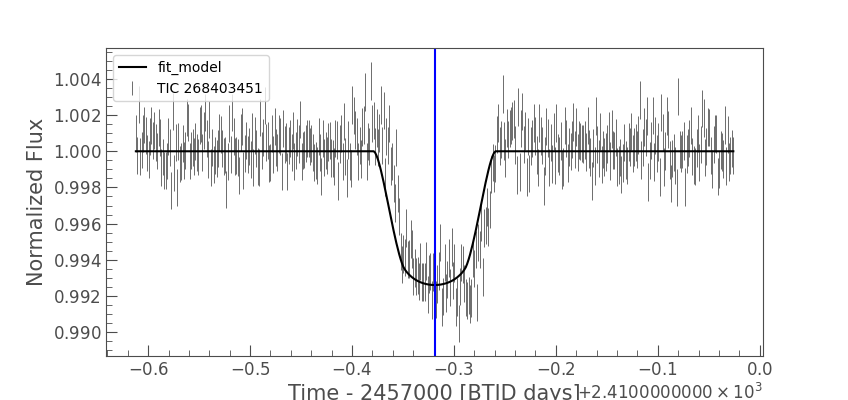 fit_model
TIC 268403451
1.004
1.002
1.000
0.998
0.996
0.994
0.992
0.990
Normalized Flux
−0.6 −0.5 −0.4 −0.3 −0.2 −0.1 0.0
Time - 2457000 [BTJD days]
+2.4100000000 × 10³